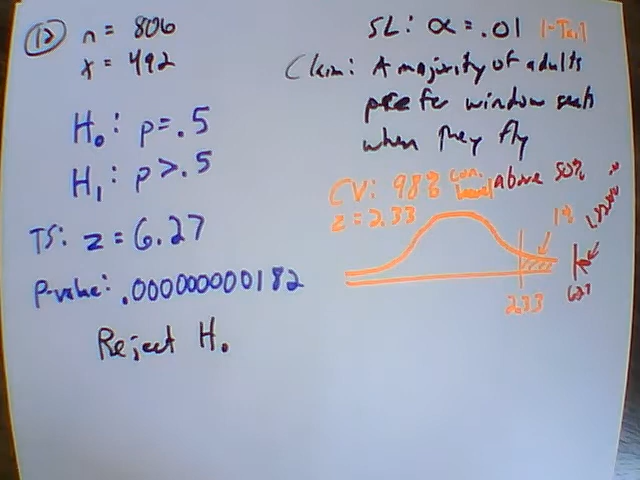 12 n = 806
x = 492
H₀: p = .5
H₁: p > .5
TS: z = 6.27
P-value: .000000000182
Reject H₀
SL: α = .01 1-Tail
Claim: A majority of adults
prefer window seats
when they fly
above 50%
CV: 98% con. level
z = 2.33
1%
2.33
6.27